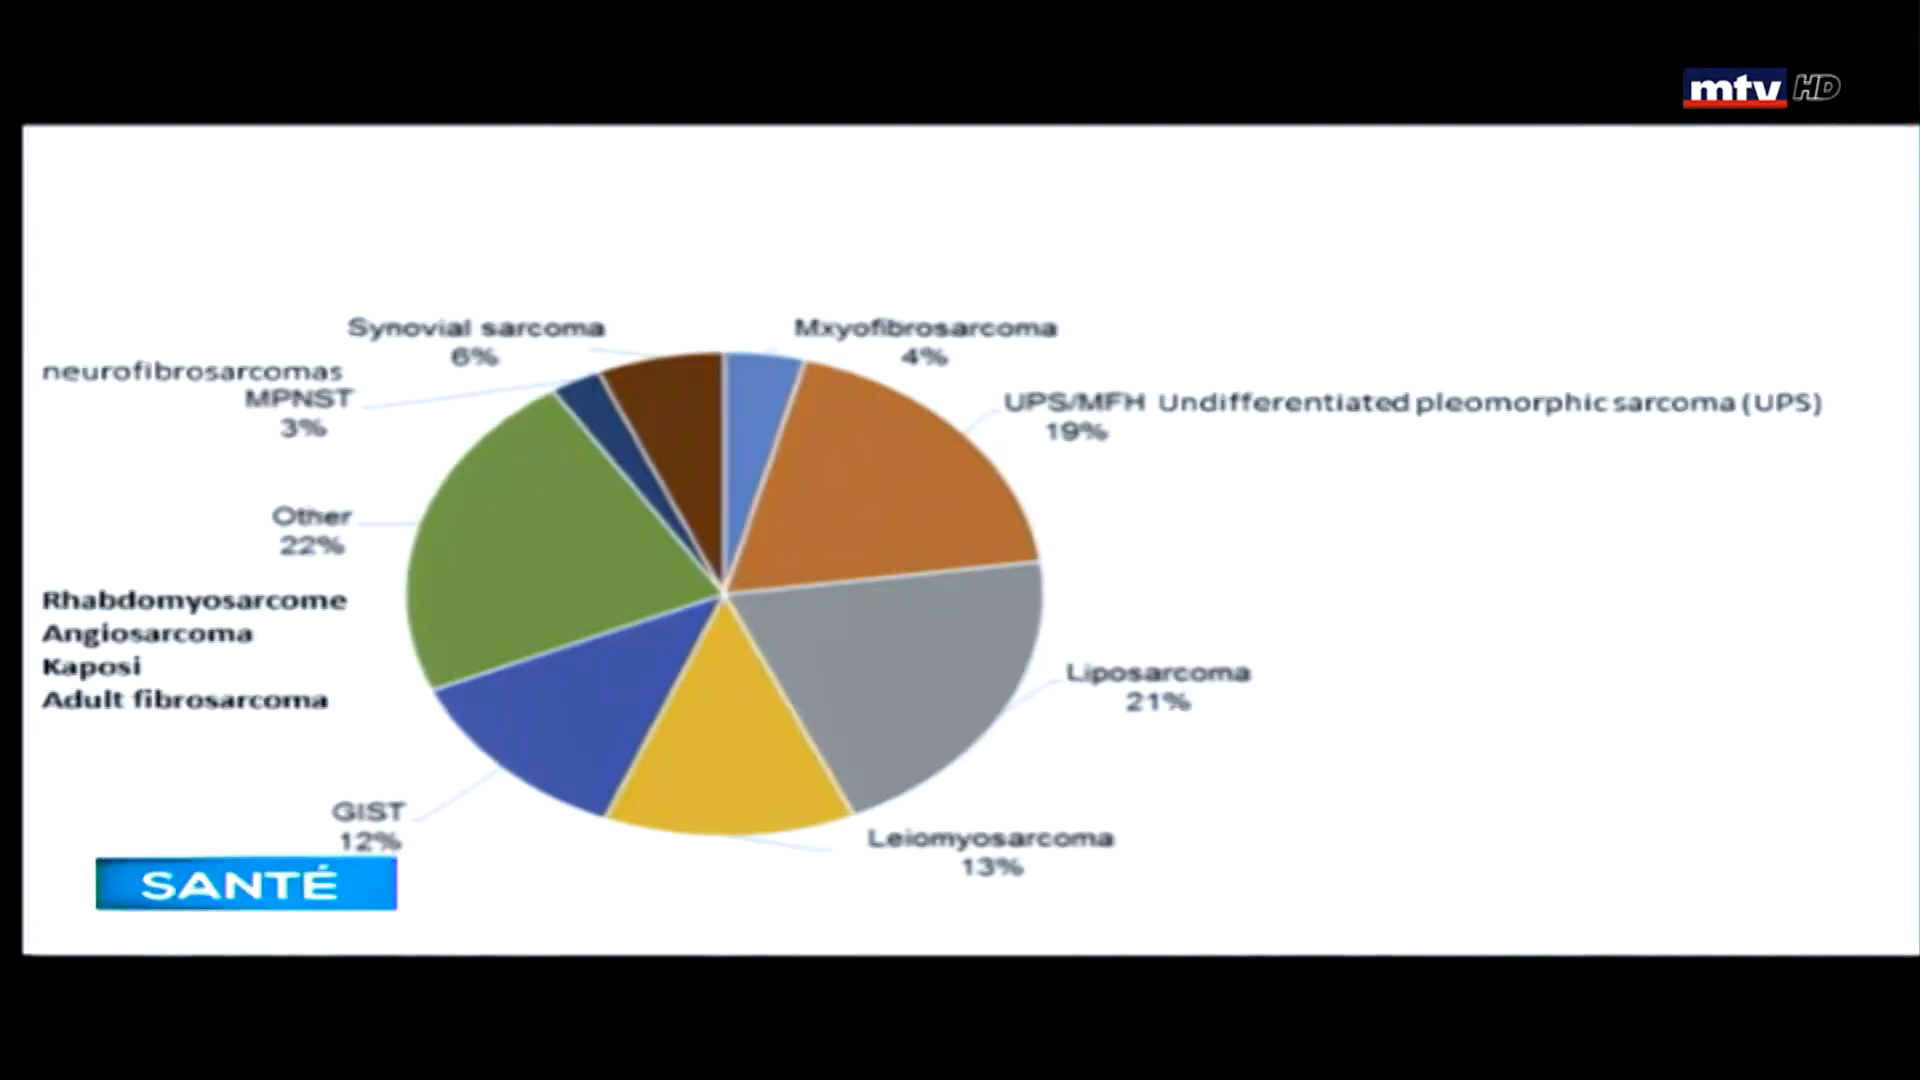 mtv HD
Synovial sarcoma
6%
Mxyofibrosarcoma
4%
neurofibrosarcomas
MPNST
3%
UPS/MFH Undifferentiated pleomorphic sarcoma (UPS)
19%
Other
22%
Rhabdomyosarcome
Angiosarcoma
Kaposi
Adult fibrosarcoma
Liposarcoma
21%
GIST
12%
Leiomyosarcoma
13%
SANTÉ